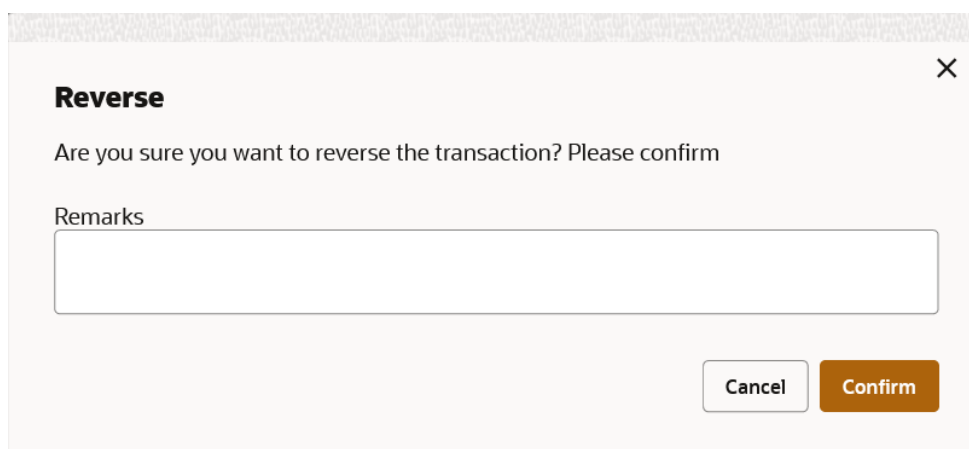 Reverse
Are you sure you want to reverse the transaction? Please confirm
Remarks
Cancel Confirm